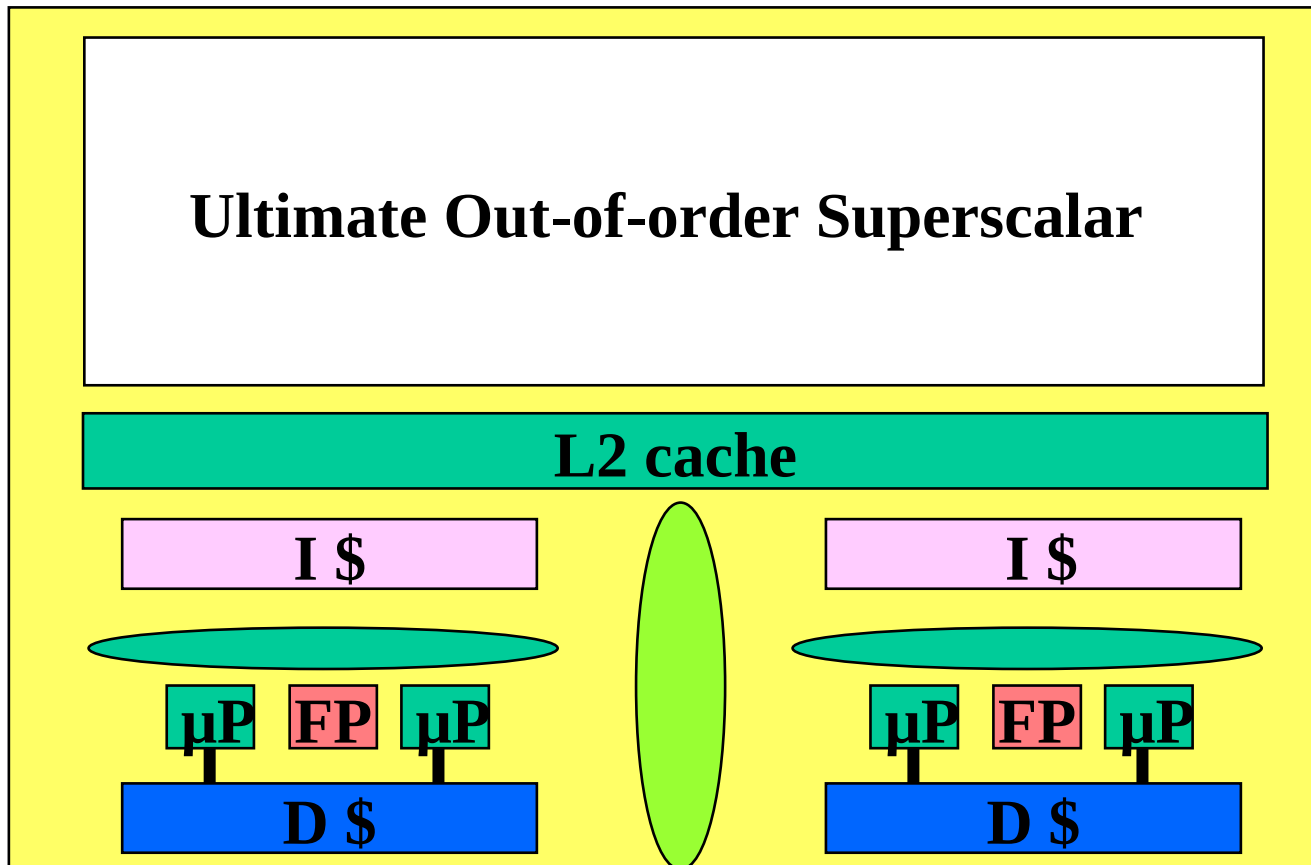 Ultimate Out-of-order Superscalar
L2 cache
I $ I $
µP FP µP µP FP µP
D $ D $